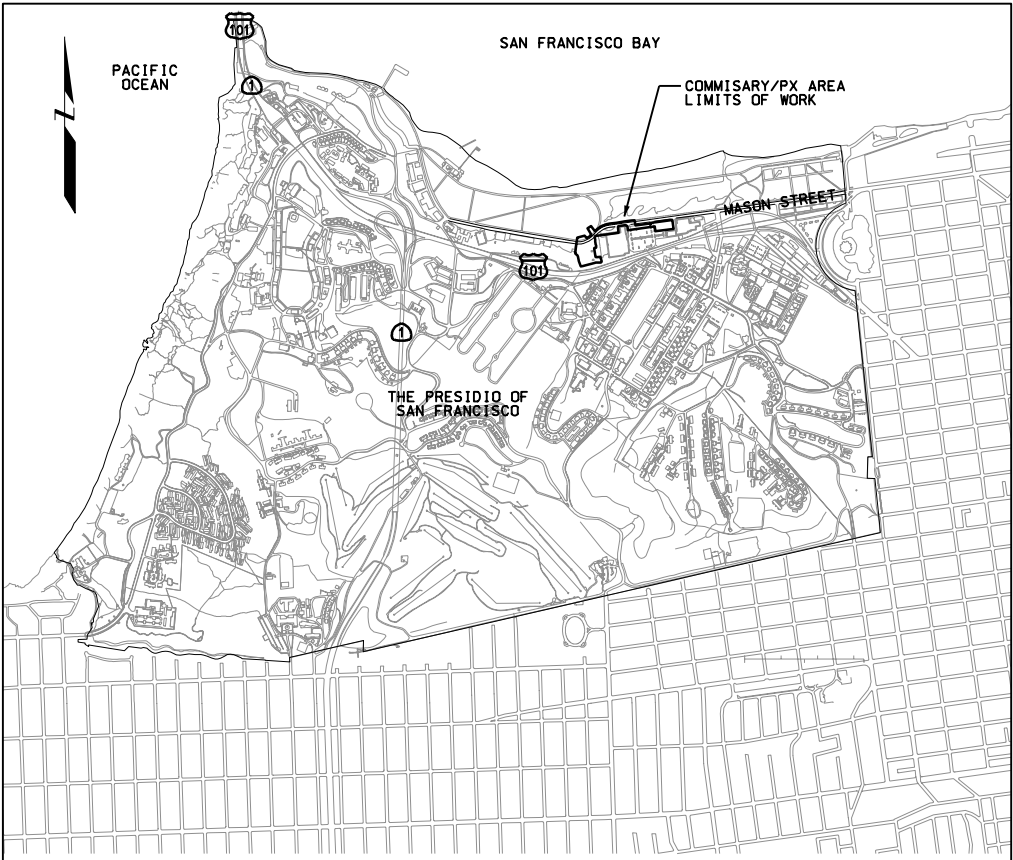 101
SAN FRANCISCO BAY
PACIFIC
OCEAN
1
COMMISARY/PX AREA
LIMITS OF WORK
Z
MASON STREET
101
1
THE PRESIDIO OF
SAN FRANCISCO